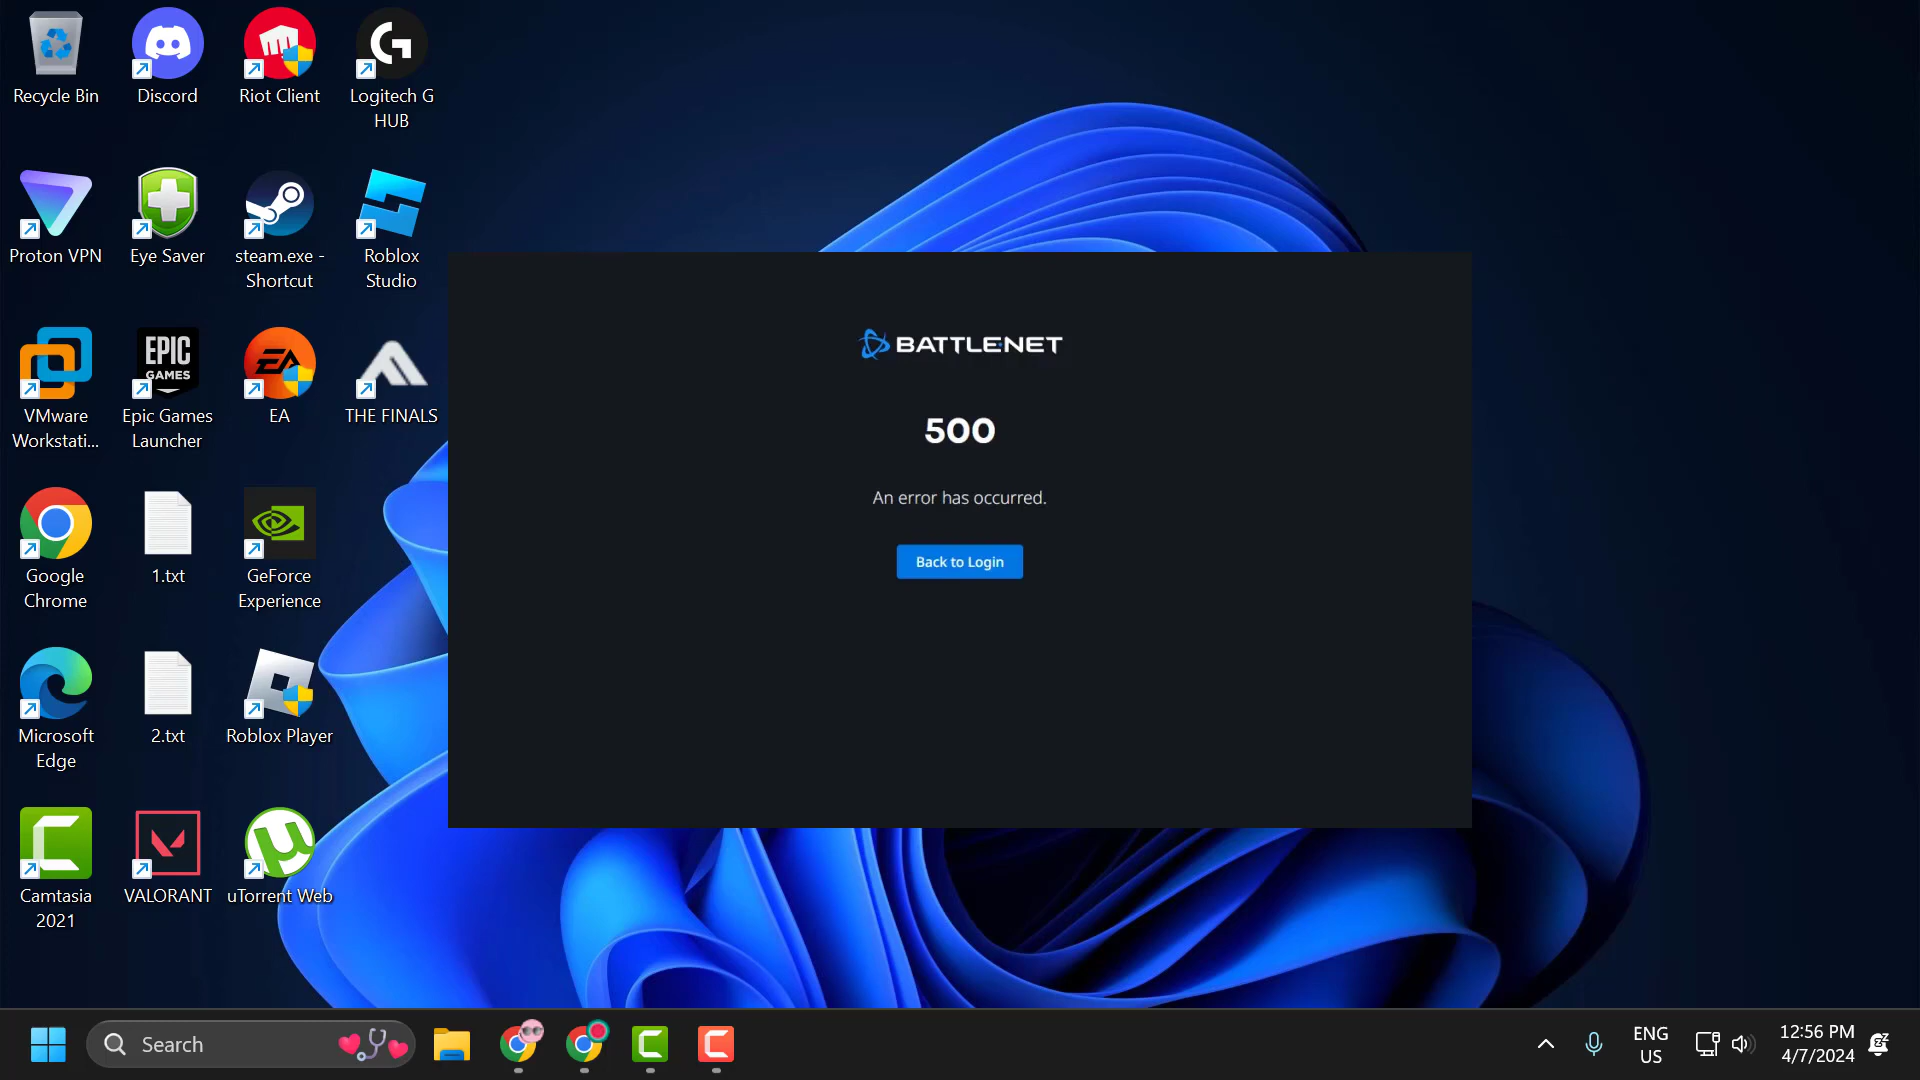 Recycle Bin
Discord
Riot Client
Logitech G
HUB
Proton VPN
Eye Saver
steam.exe -
Shortcut
Roblox
Studio
VMware
Workstati...
EPIC
GAMES
Epic Games
Launcher
EA
EA
THE FINALS
Google
Chrome
1.txt
GeForce
Experience
Microsoft
Edge
2.txt
Roblox Player
Camtasia
2021
VALORANT
uTorrent Web
BATTLE.NET
500
An error has occurred.
Back to Login
Search
ENG
US
12:56 PM
4/7/2024